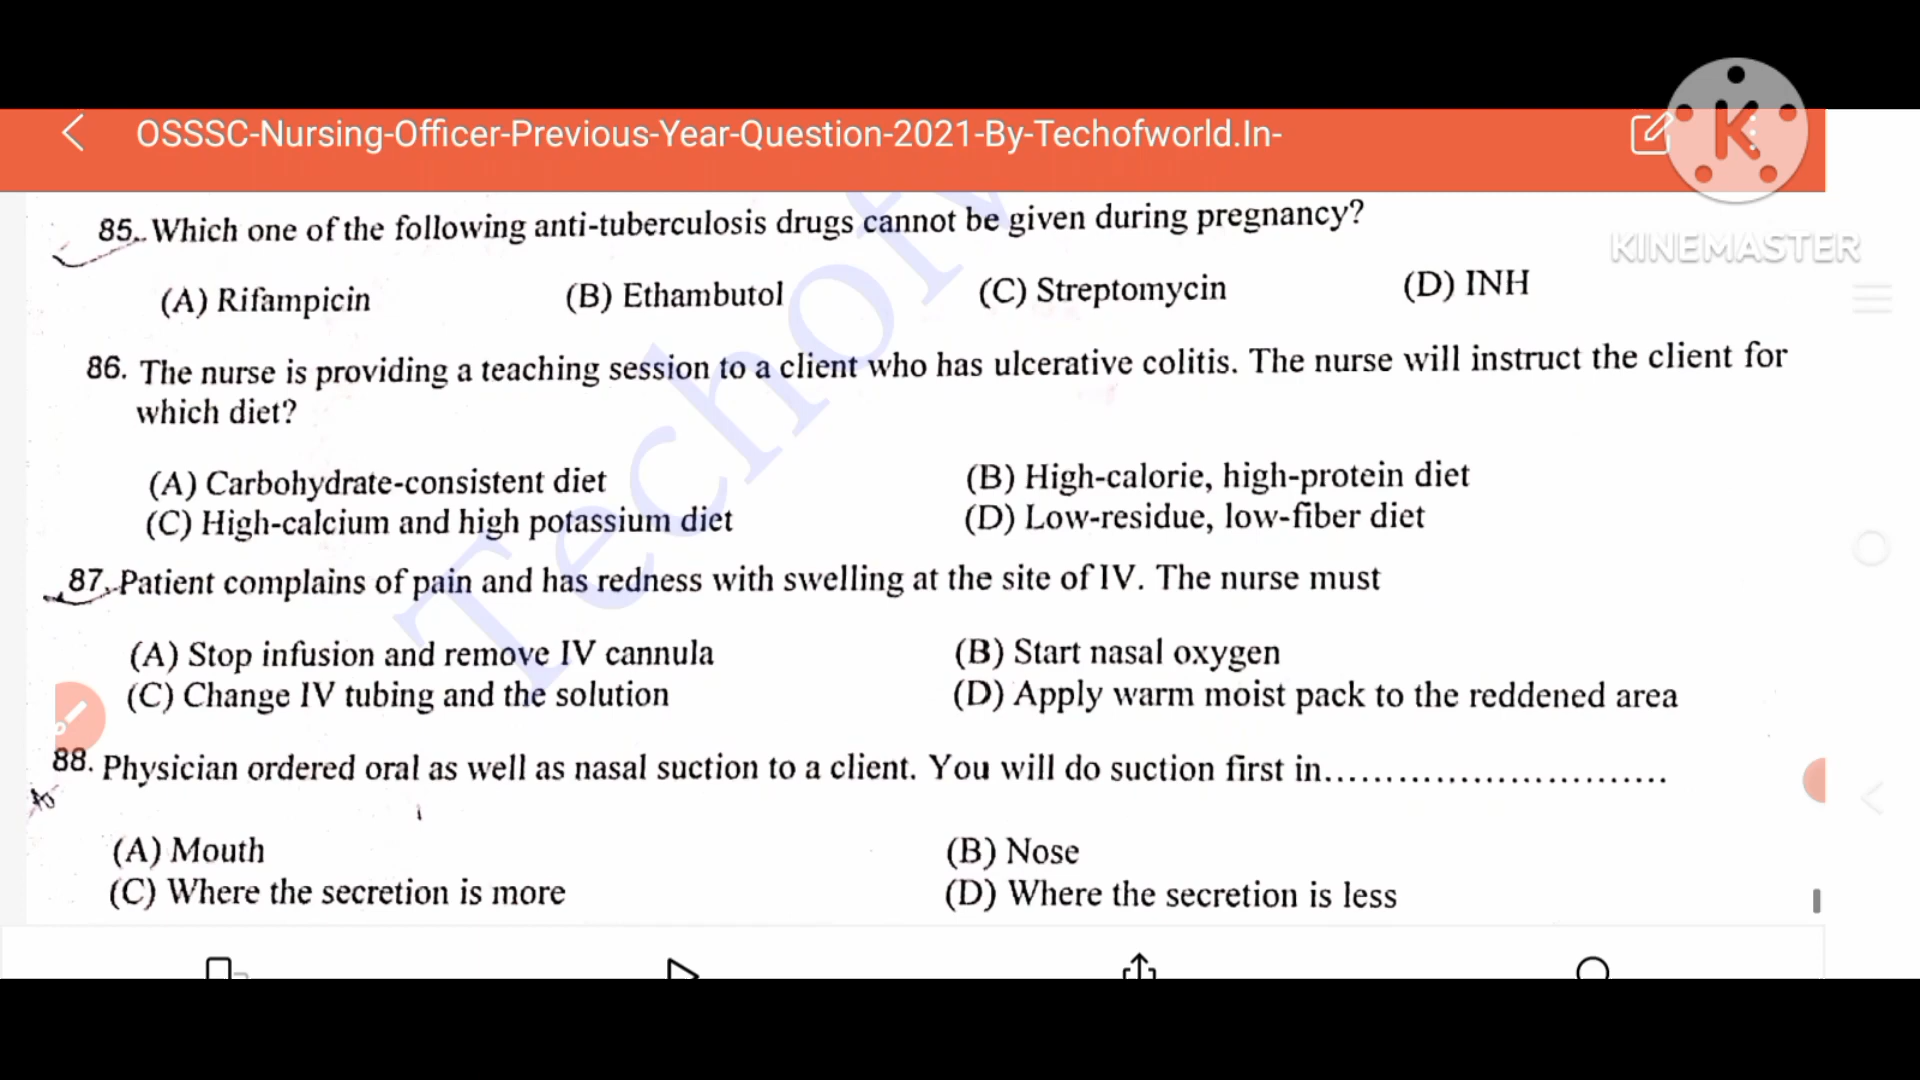 OSSSC-Nursing-Officer-Previous-Year-Question-2021-By-Techofworld.In-
K
KINEMASTER
85. Which one of the following anti-tuberculosis drugs cannot be given during pregnancy?
(A) Rifampicin (B) Ethambutol (C) Streptomycin (D) INH
86. The nurse is providing a teaching session to a client who has ulcerative colitis. The nurse will instruct the client for
which diet?
(A) Carbohydrate-consistent diet (B) High-calorie, high-protein diet
(C) High-calcium and high potassium diet (D) Low-residue, low-fiber diet
87. Patient complains of pain and has redness with swelling at the site of IV. The nurse must
(A) Stop infusion and remove IV cannula (B) Start nasal oxygen
(C) Change IV tubing and the solution (D) Apply warm moist pack to the reddened area
88. Physician ordered oral as well as nasal suction to a client. You will do suction first in...........................
(A) Mouth (B) Nose
(C) Where the secretion is more (D) Where the secretion is less